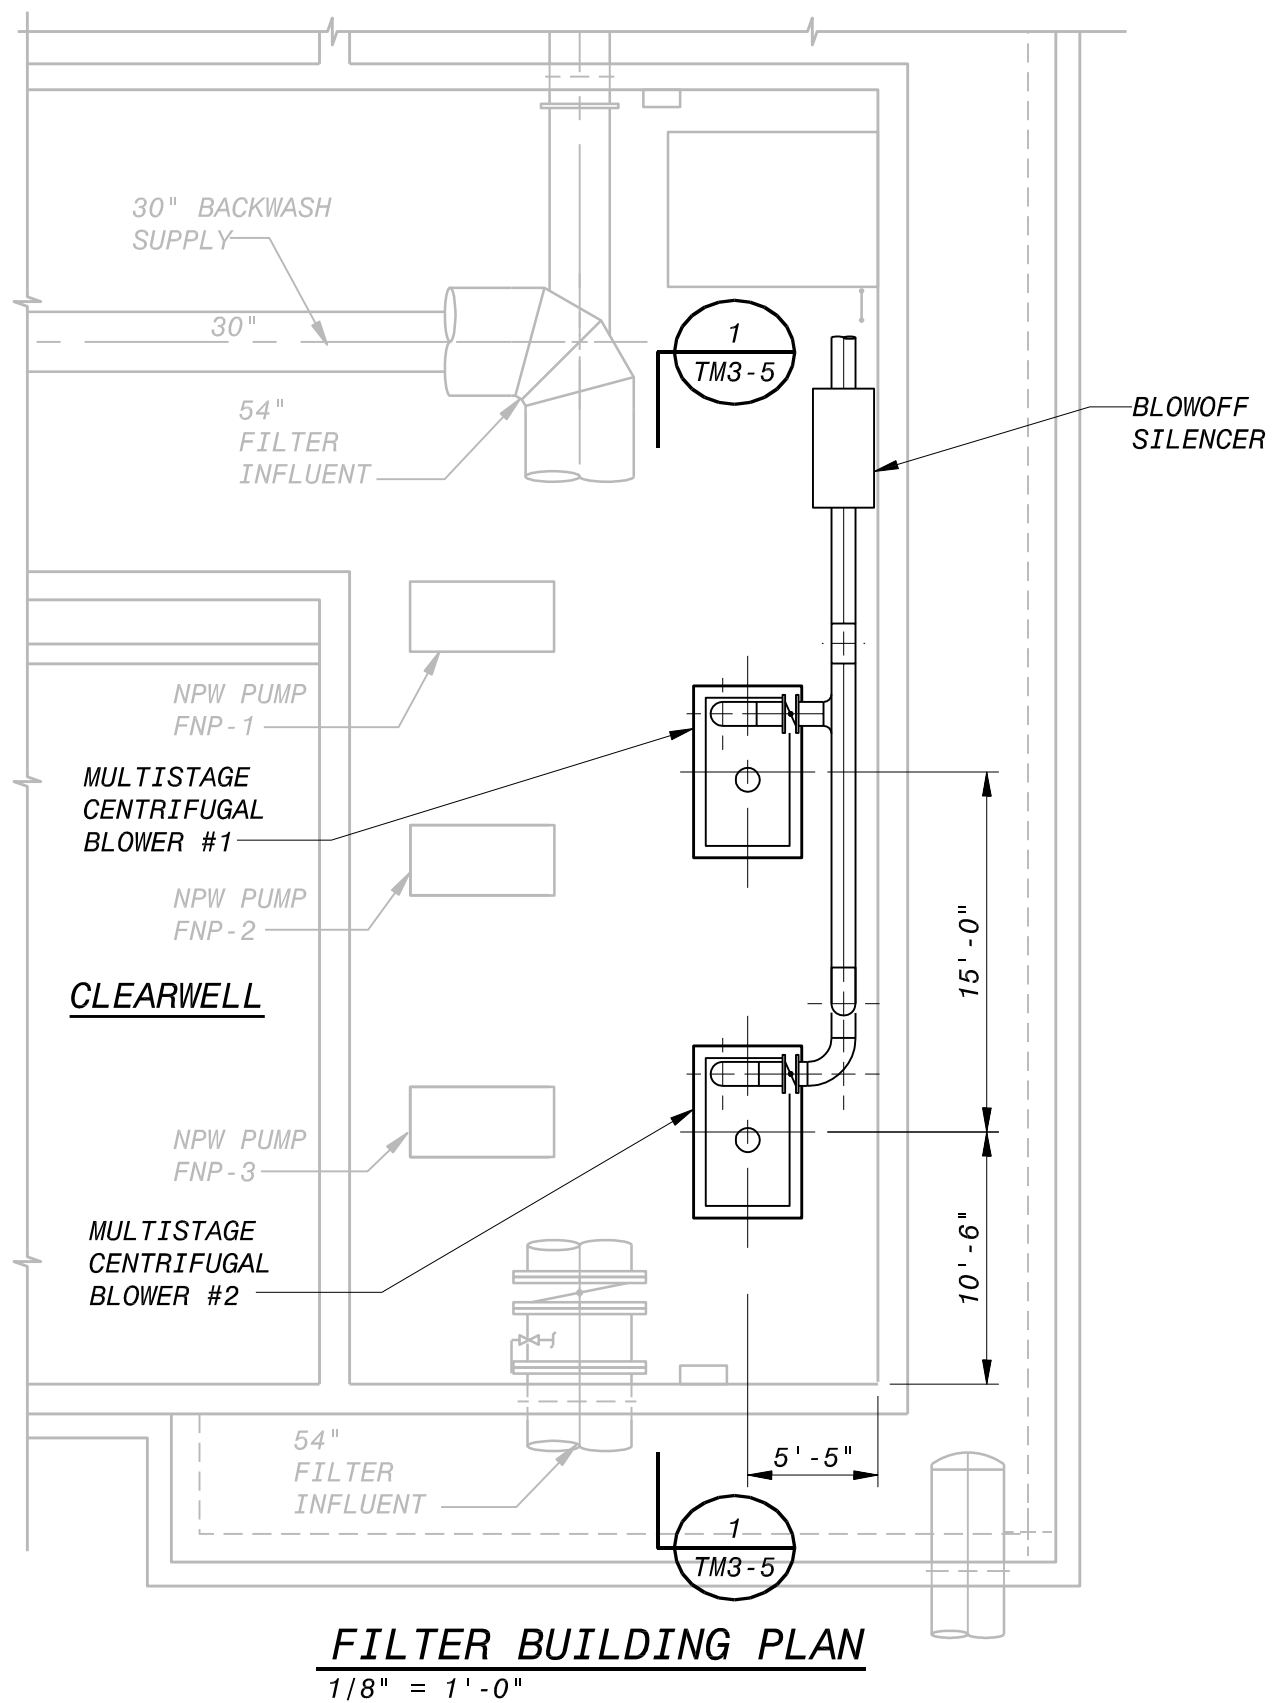 30" BACKWASH
SUPPLY
30"
1
TM3-5
54"
FILTER
INFLUENT
BLOWOFF
SILENCER
NPW PUMP
FNP-1
MULTISTAGE
CENTRIFUGAL
BLOWER #1
NPW PUMP
FNP-2
15'-0"
CLEARWELL
NPW PUMP
FNP-3
MULTISTAGE
CENTRIFUGAL
BLOWER #2
10'-6"
54"
FILTER
INFLUENT
5'-5"
1
TM3-5
FILTER BUILDING PLAN
1/8" = 1'-0"